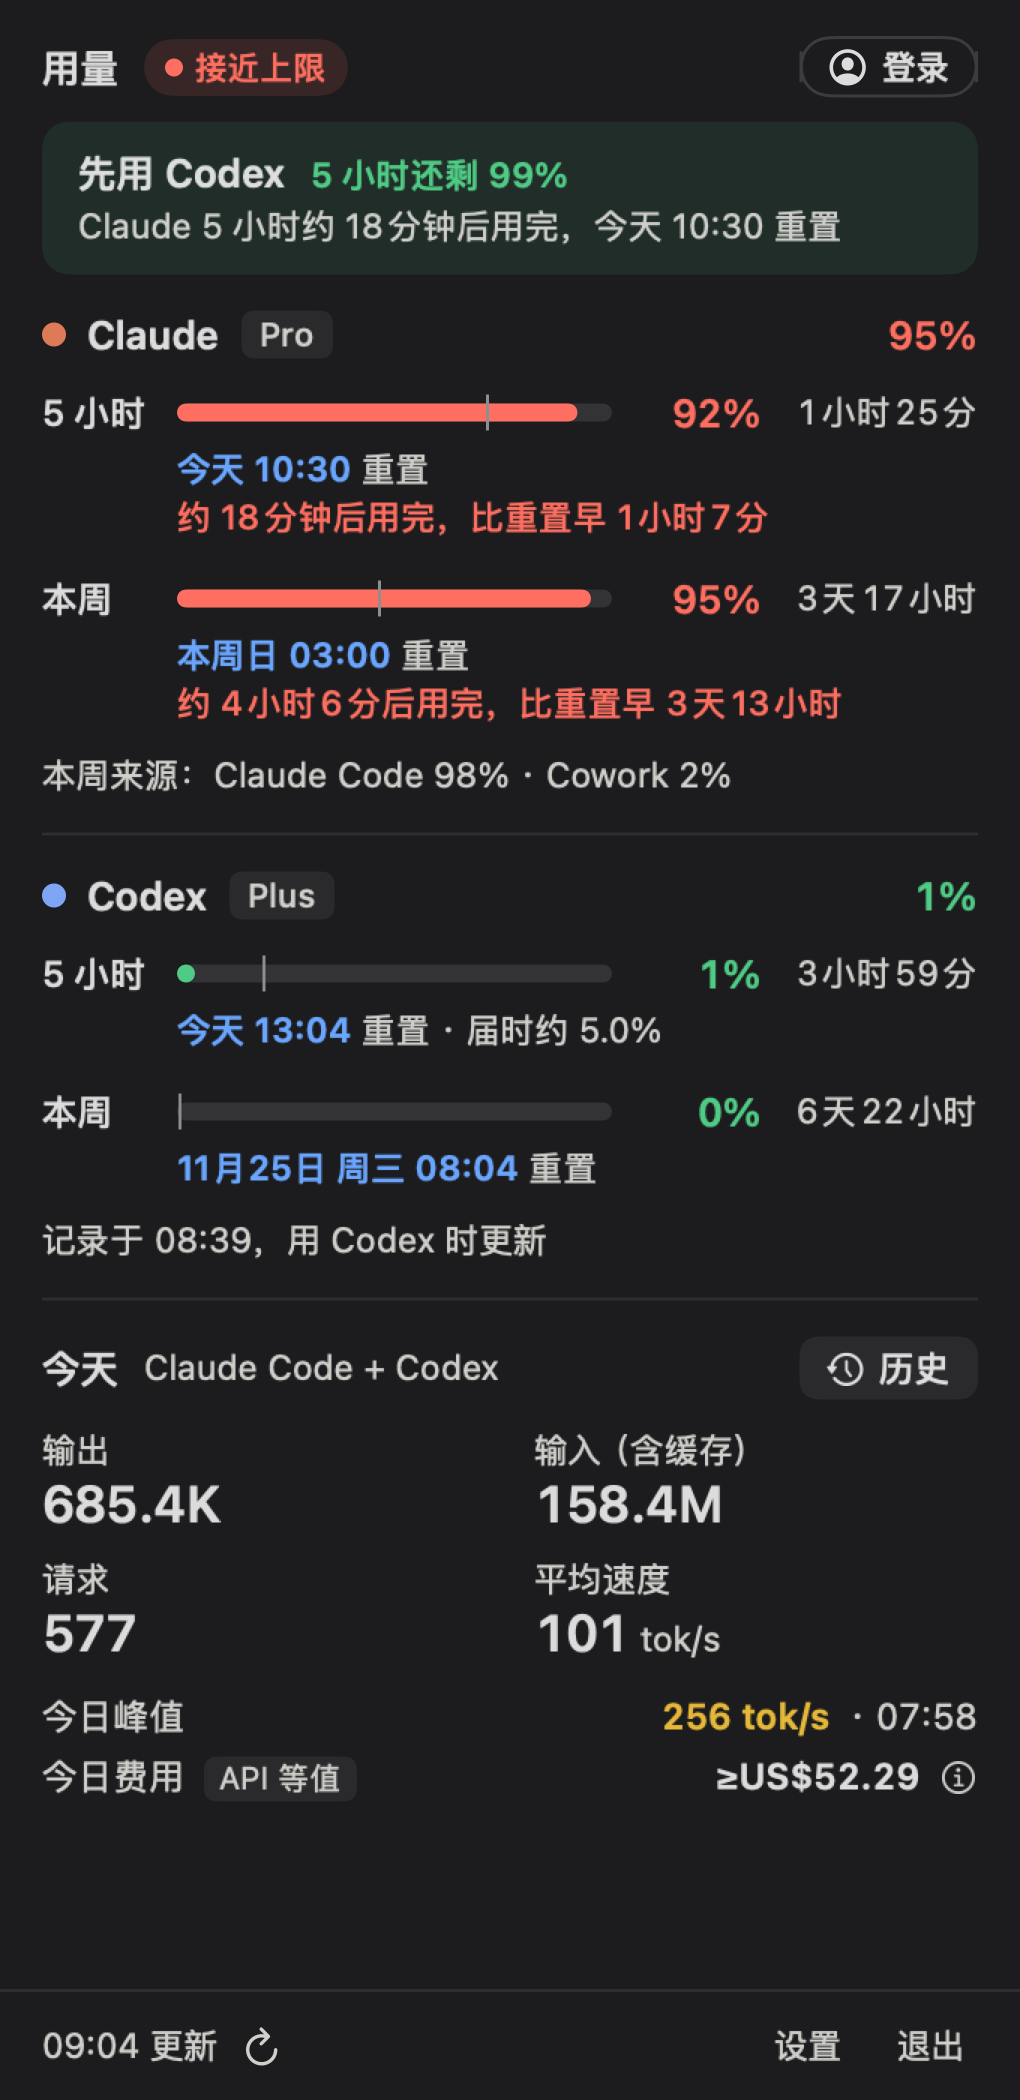 用量 接近上限 登录
先用 Codex 5 小时还剩 99%
Claude 5 小时约 18分钟后用完，今天 10:30 重置
Claude Pro 95%
5 小时 92% 1小时25分
今天 10:30 重置
约 18分钟后用完，比重置早 1小时7分
本周 95% 3天17小时
本周日 03:00 重置
约 4小时6分后用完，比重置早 3天13小时
本周来源：Claude Code 98% · Cowork 2%
Codex Plus 1%
5 小时 1% 3小时59分
今天 13:04 重置 · 届时约 5.0%
本周 0% 6天22小时
11月25日 周三 08:04 重置
记录于 08:39，用 Codex 时更新
今天 Claude Code + Codex 历史
输出 输入（含缓存）
685.4K 158.4M
请求 平均速度
577 101 tok/s
今日峰值 256 tok/s · 07:58
今日费用 API 等值 ≥US$52.29
09:04 更新 设置 退出